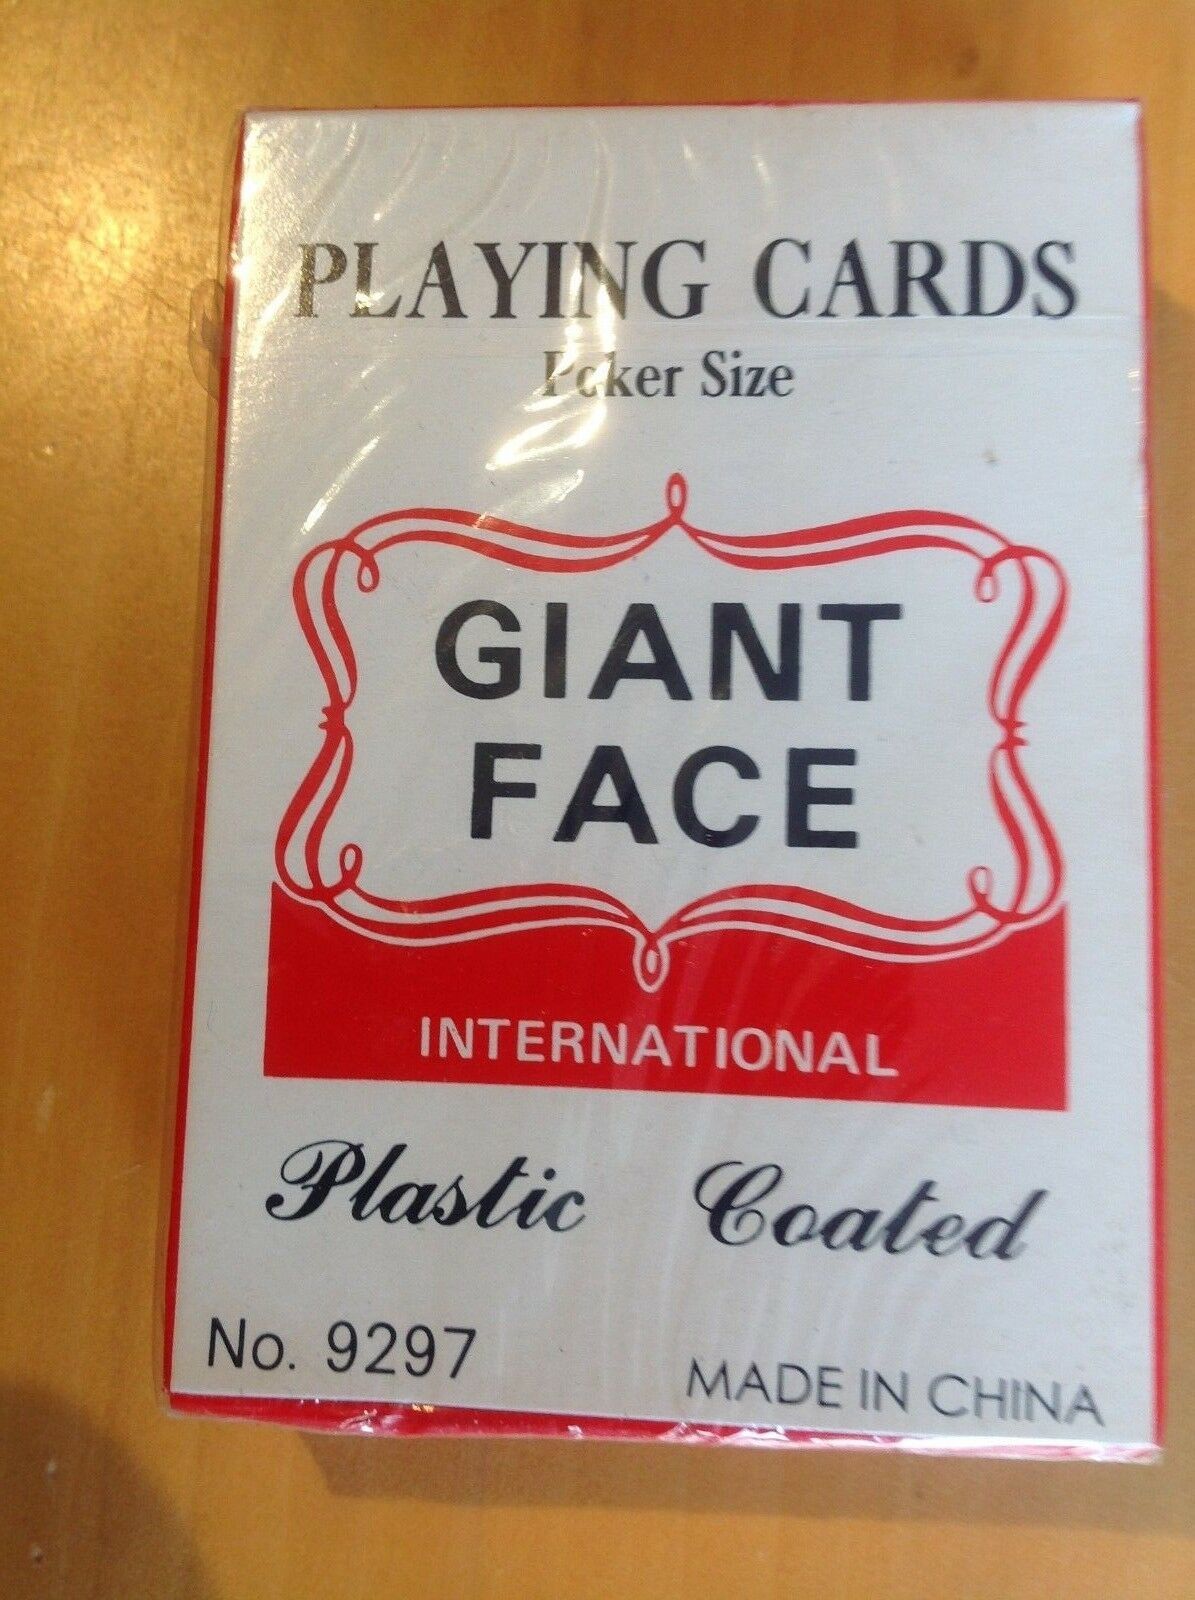 PLAYING CARDS
Poker Size
GIANT
FACE
INTERNATIONAL
Plastic Coated
No. 9297
MADE IN CHINA